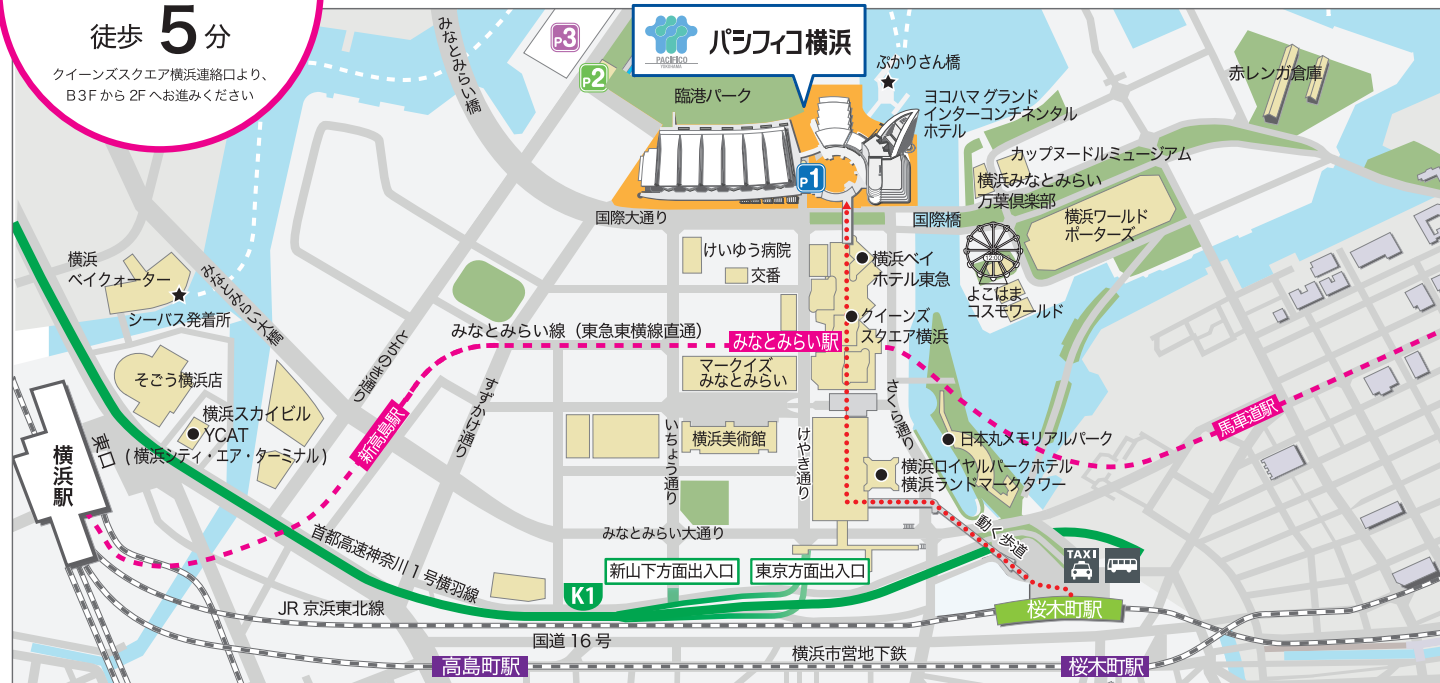 徒歩 5 分
クイーンズスクエア横浜連絡口より、
B3Fから2Fへお進みください
みなとみらい橋
P3
P2
PACIFICO
YOKOHAMA
パシフィコ横浜
臨港パーク
ぷかりさん橋
ヨコハマ グランド
インターコンチネンタル
ホテル
赤レンガ倉庫
カップヌードルミュージアム
横浜みなとみらい
万葉倶楽部
P1
国際大通り
国際橋
横浜ワールド
ポーターズ
12:00
よこはま
コスモワールド
けいゆう病院
交番
横浜ベイ
ホテル東急
クイーンズ
スクエア横浜
横浜
ベイクォーター
シーバス発着所
みなとみらい大橋
とちのき通り
みなとみらい線（東急東横線直通）
みなとみらい駅
マークイズ
みなとみらい
すずかけ通り
さくら通り
馬車道駅
そごう横浜店
横浜スカイビル
YCAT
(横浜シティ・エア・ターミナル)
新高島駅
横浜駅
東口
いちょう通り
横浜美術館
けやき通り
日本丸メモリアルパーク
横浜ロイヤルパークホテル
横浜ランドマークタワー
みなとみらい大通り
動く歩道
首都高速神奈川1号横羽線
新山下方面出入口
東京方面出入口
TAXI
K1
JR 京浜東北線
桜木町駅
国道 16 号
横浜市営地下鉄
高島町駅
桜木町駅